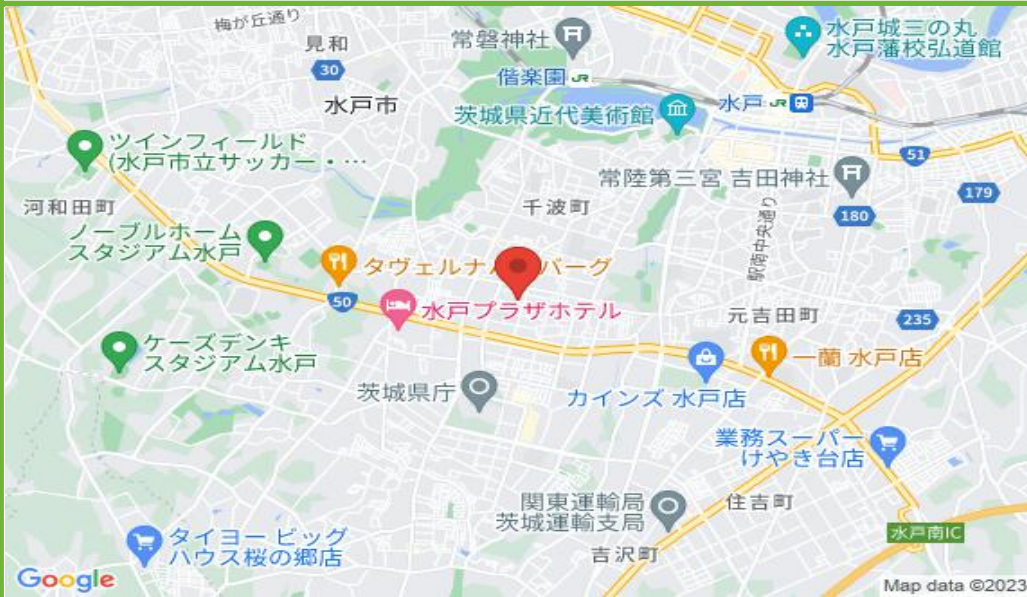 梅が丘通り
見和
30
水戸市
常磐神社
偕楽園 JR
水戸城三の丸
水戸藩校弘道館
茨城県近代美術館
水戸 JR
51
ツインフィールド
(水戸市立サッカー・…
常陸第三宮 吉田神社
179
河和田町
千波町
180
駅南中央通り
ノーブルホーム
スタジアム水戸
タヴェルナ
バーグ
50
水戸プラザホテル
元吉田町
235
ケーズデンキ
スタジアム水戸
一蘭 水戸店
茨城県庁
カインズ 水戸店
業務スーパー
けやき台店
関東運輸局
茨城運輸支局
住吉町
水戸南IC
タイヨー ビッグ
ハウス桜の郷店
吉沢町
Google
Map data ©2023